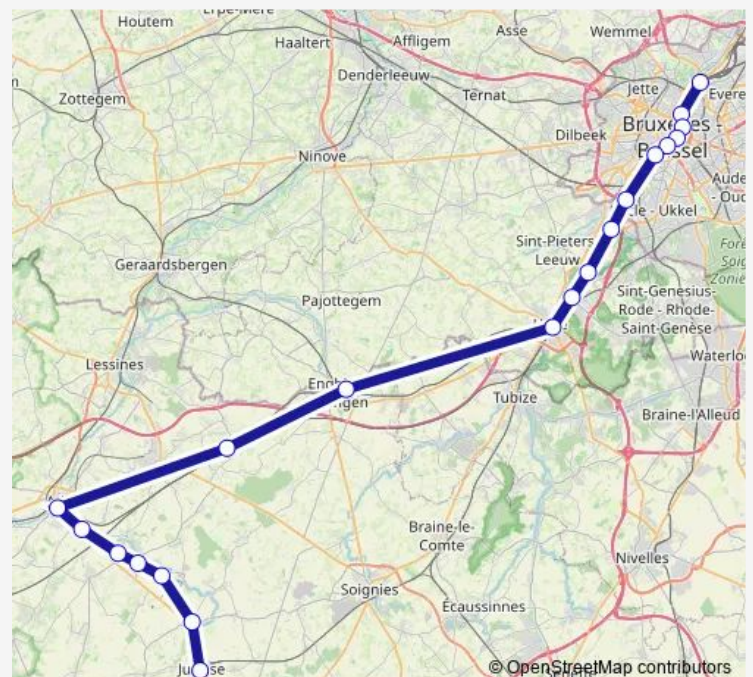 Houtem
Asse
Wemmel
Haaltert
Affligem
Denderleeuw
Jette
Evere
Zottegem
Ternat
Dilbeek
Ninove
Sint-Pieters
Leeuw
Geraardsbergen
Pajottegem
Sint-Genesius-
Rode - Rhode-
Saint-Genèse
Lessines
Waterlo
Tubize
Braine-l'Alleud
Braine-le-
Comte
Nivelles
Soignies
Écaussinnes
© OpenStreetMap contributors